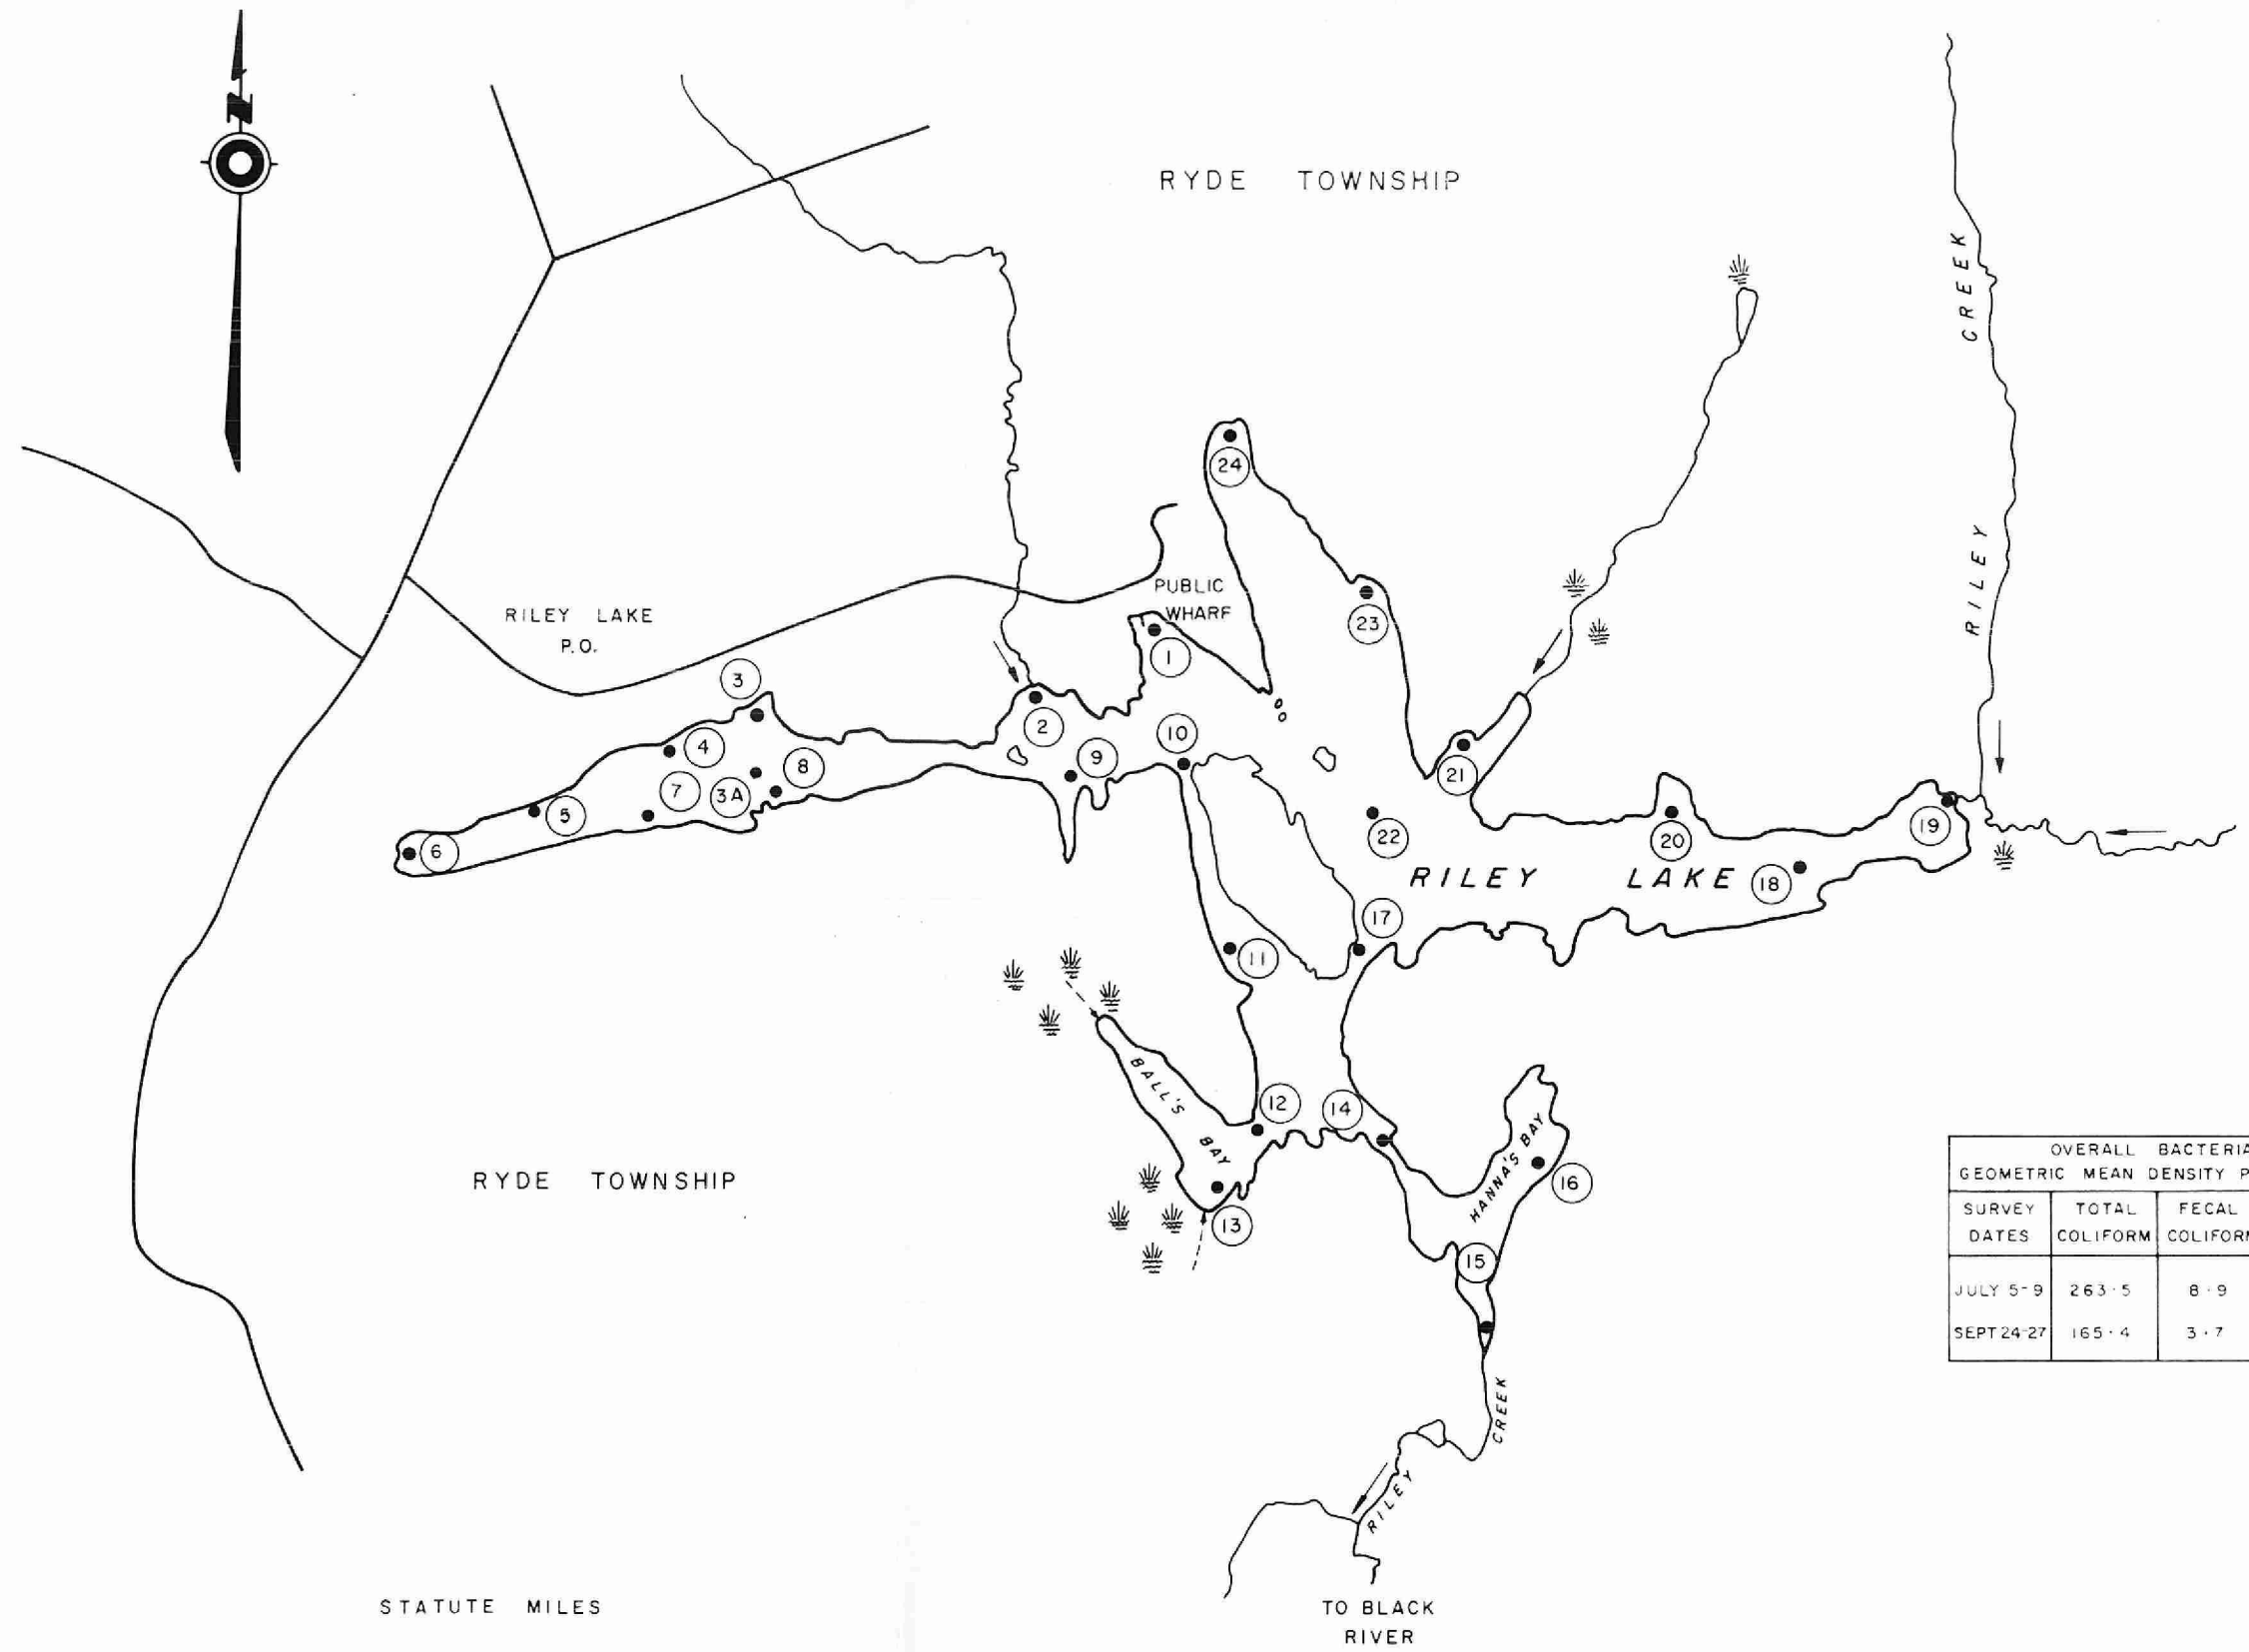 N
RYDE TOWNSHIP
RILEY CREEK
24
PUBLIC
WHARF
RILEY LAKE
P.O.
23
1
3
2
10
4
9
8
21
7
3A
5
22
20
19
6
RILEY LAKE
18
17
11
BALL'S BAY
12
14
HANNA'S BAY
RYDE TOWNSHIP
16
13
15
OVERALL BACTERIA
GEOMETRIC MEAN DENSITY P
SURVEY
DATES
TOTAL
COLIFORM
FECAL
COLIFORM
JULY 5-9 263.5 8.9
SEPT 24-27 165.4 3.7
RILEY CREEK
STATUTE MILES
TO BLACK
RIVER